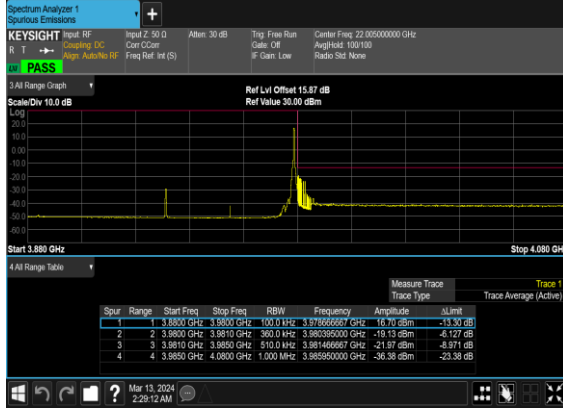 Spectrum Analyzer 1
Spurious Emissions
+
KEYSIGHT Input: RF Input Z: 50 Ω Atten: 30 dB Trig: Free Run Center Freq: 22.005000000 GHz
R T Coupling: DC Corr CCorr Gate: Off Avg|Hold: 100/100
Align: Auto/No RF Freq Ref: Int (S) IF Gain: Low Radio Std: None
PASS
3 All Range Graph Ref Lvl Offset 15.87 dB
Scale/Div 10.0 dB Ref Value 30.00 dBm
Log
20.0
10.0
0.00
-10.0
-20.0
-30.0
-40.0
-50.0
-60.0
Start 3.880 GHz Stop 4.080 GH
4 All Range Table
Measure Trace Trace 1
Trace Type Trace Average (Active)
Spur Range Start Freq Stop Freq RBW Frequency Amplitude ΔLimit
1 1 3.8800 GHz 3.9800 GHz 100.0 kHz 3.978666667 GHz 16.70 dBm -13.30 dB
2 2 3.9800 GHz 3.9810 GHz 360.0 kHz 3.980395000 GHz -19.13 dBm -6.127 dB
3 3 3.9810 GHz 3.9850 GHz 510.0 kHz 3.981466667 GHz -21.97 dBm -8.971 dB
4 4 3.9850 GHz 4.0800 GHz 1.000 MHz 3.985950000 GHz -36.38 dBm -23.38 dB
? Mar 13, 2024
2:29:12 AM